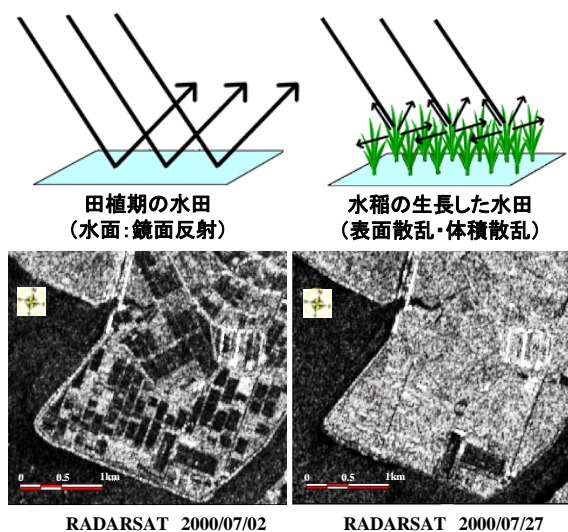 田植期の水田
（水面：鏡面反射）
水稲の生長した水田
（表面散乱・体積散乱）
0 0.5 1km
0 0.5 1km
RADARSAT 2000/07/02
RADARSAT 2000/07/27